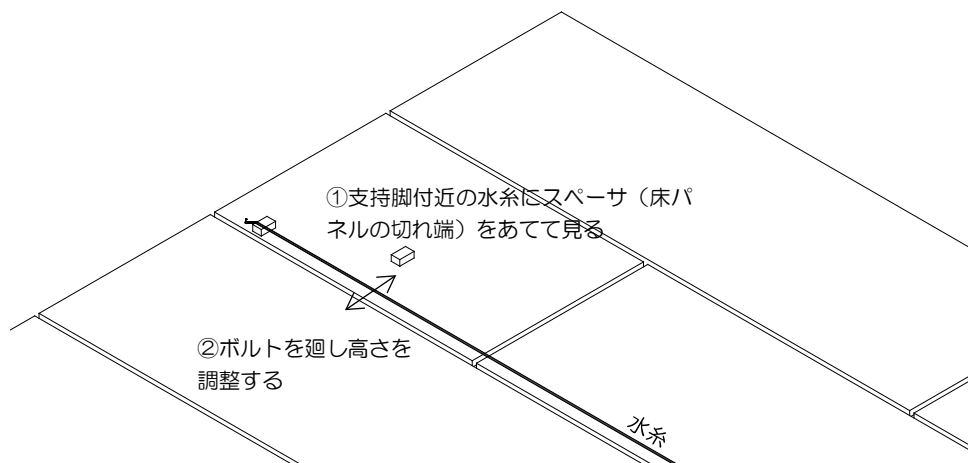 ①支持脚付近の水糸にスペーサ（床パ
ネルの切れ端）をあてて見る
②ボルトを廻し高さを
調整する
水糸